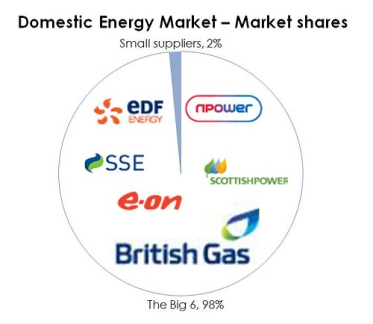 Domestic Energy Market – Market shares
Small suppliers, 2%
eDF
ENERGY
npower
SSE
SCOTTISHPOWER
e·on
British Gas
The Big 6, 98%